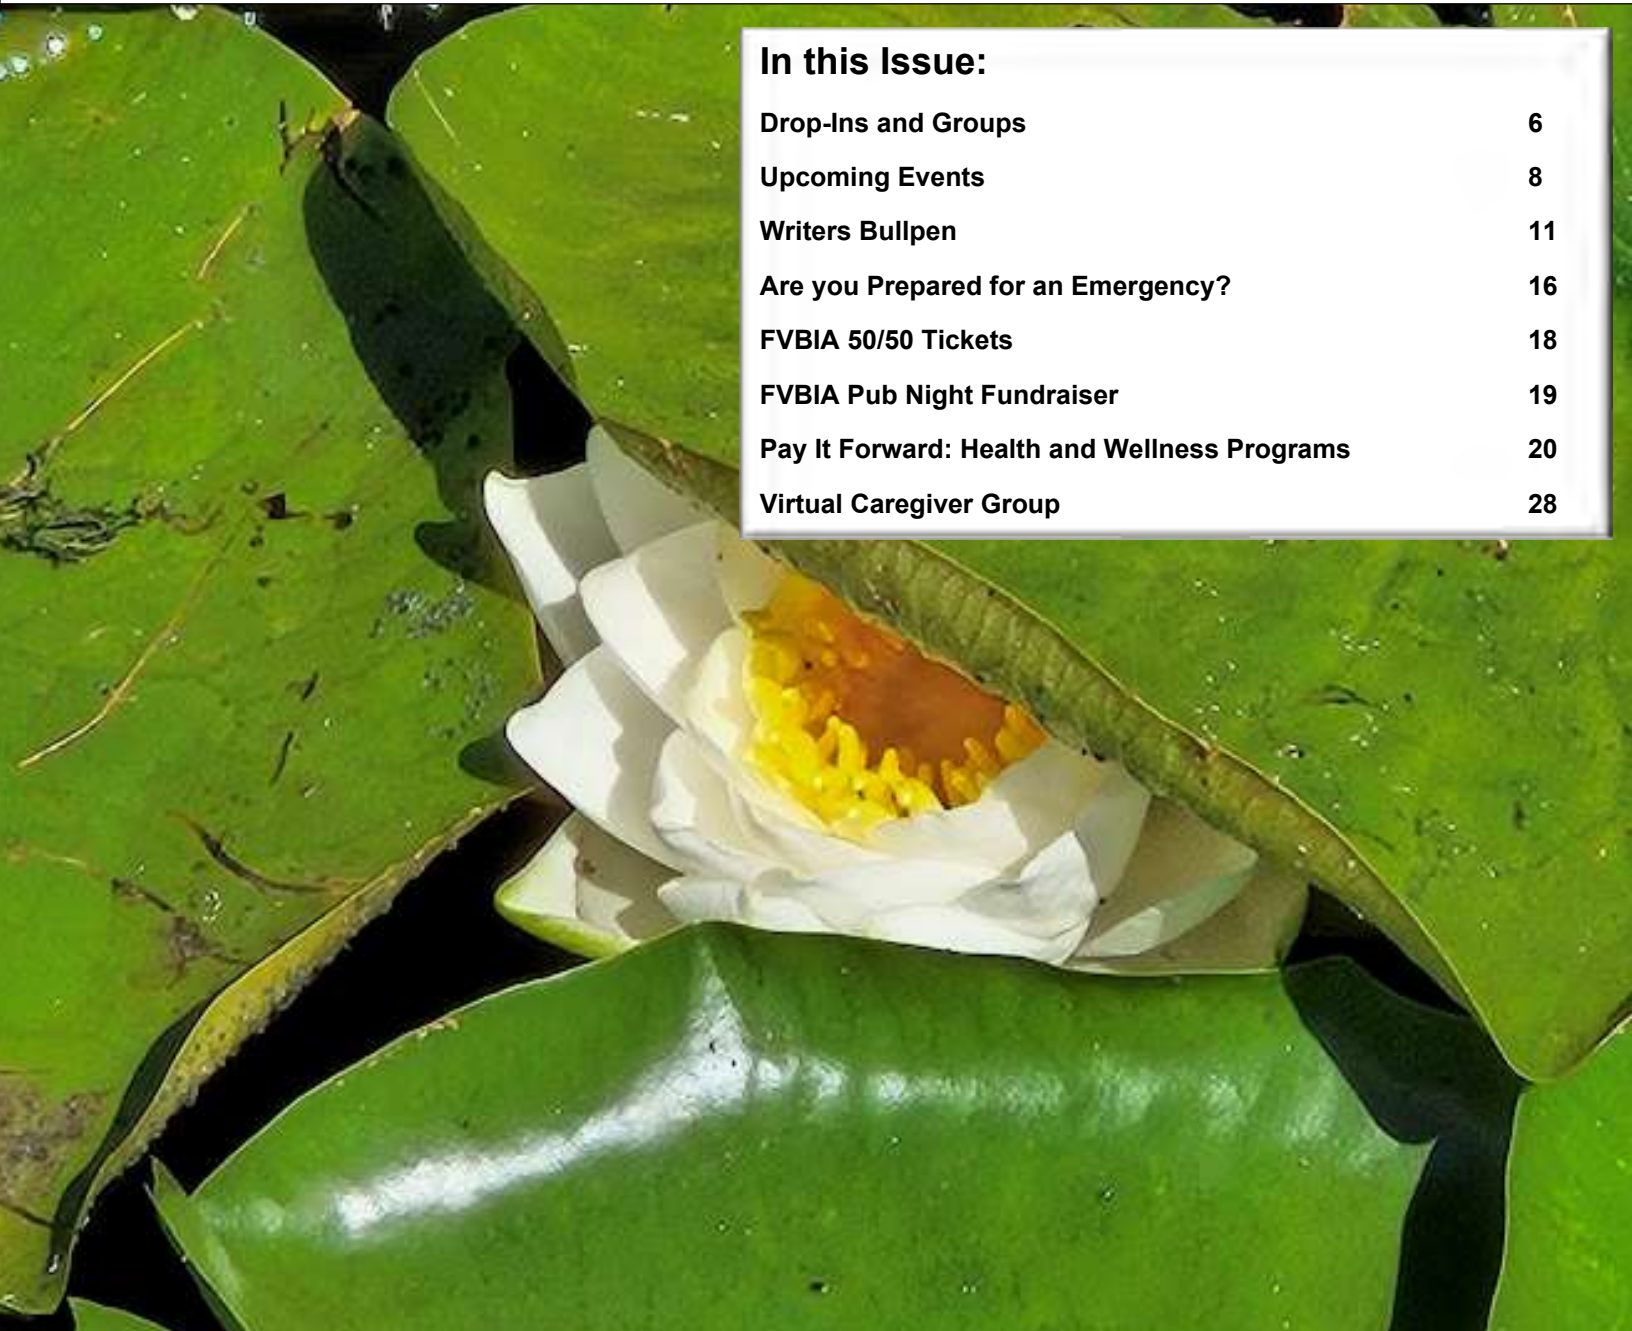 In this Issue:
Drop-Ins and Groups 6
Upcoming Events 8
Writers Bullpen 11
Are you Prepared for an Emergency? 16
FVBIA 50/50 Tickets 18
FVBIA Pub Night Fundraiser 19
Pay It Forward: Health and Wellness Programs 20
Virtual Caregiver Group 28